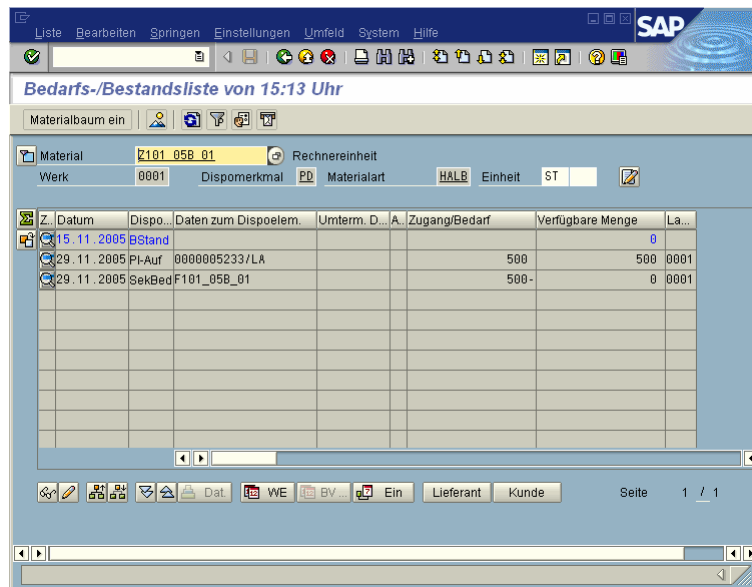 Liste Bearbeiten Springen Einstellungen Umfeld System Hilfe
SAP
Bedarfs-/Bestandsliste von 15:13 Uhr
Materialbaum ein
Material Z101_05B_01 Rechnereinheit
Werk 0001 Dispomerkmal PD Materialart HALB Einheit ST
Z.. Datum Dispo... Daten zum Dispoelem. Umterm. D... A.. Zugang/Bedarf Verfügbare Menge La...
15.11.2005 BStand 0
29.11.2005 Pl-Auf 0000005233/LA 500 500 0001
29.11.2005 SekBed F101_05B_01 500- 0 0001
Dat. WE BV ... Ein Lieferant Kunde Seite 1 / 1